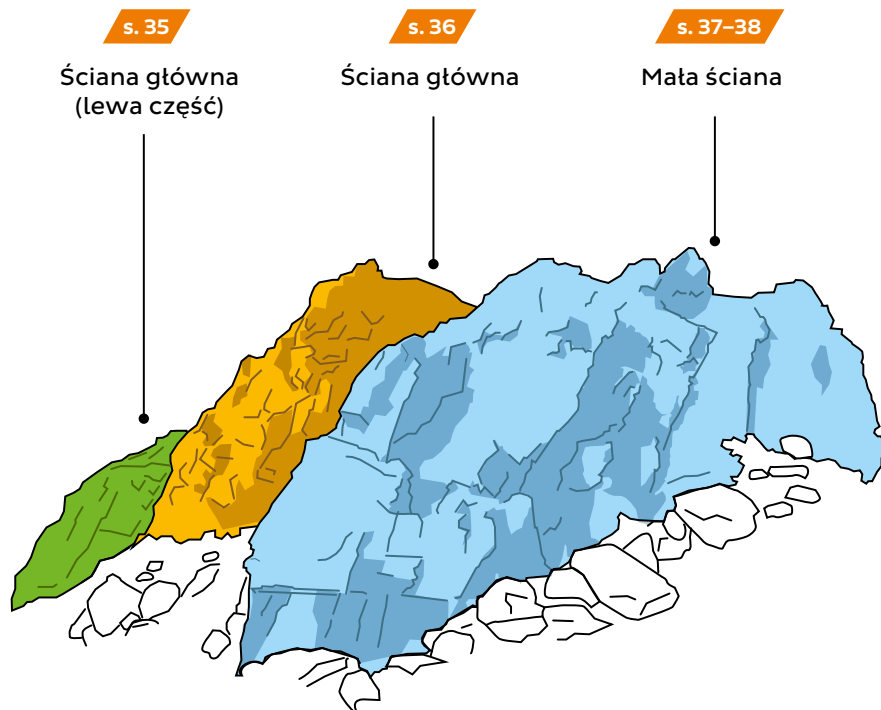 s. 35
Ściana główna
(lewa część)
s. 36
Ściana główna
s. 37–38
Mała ściana